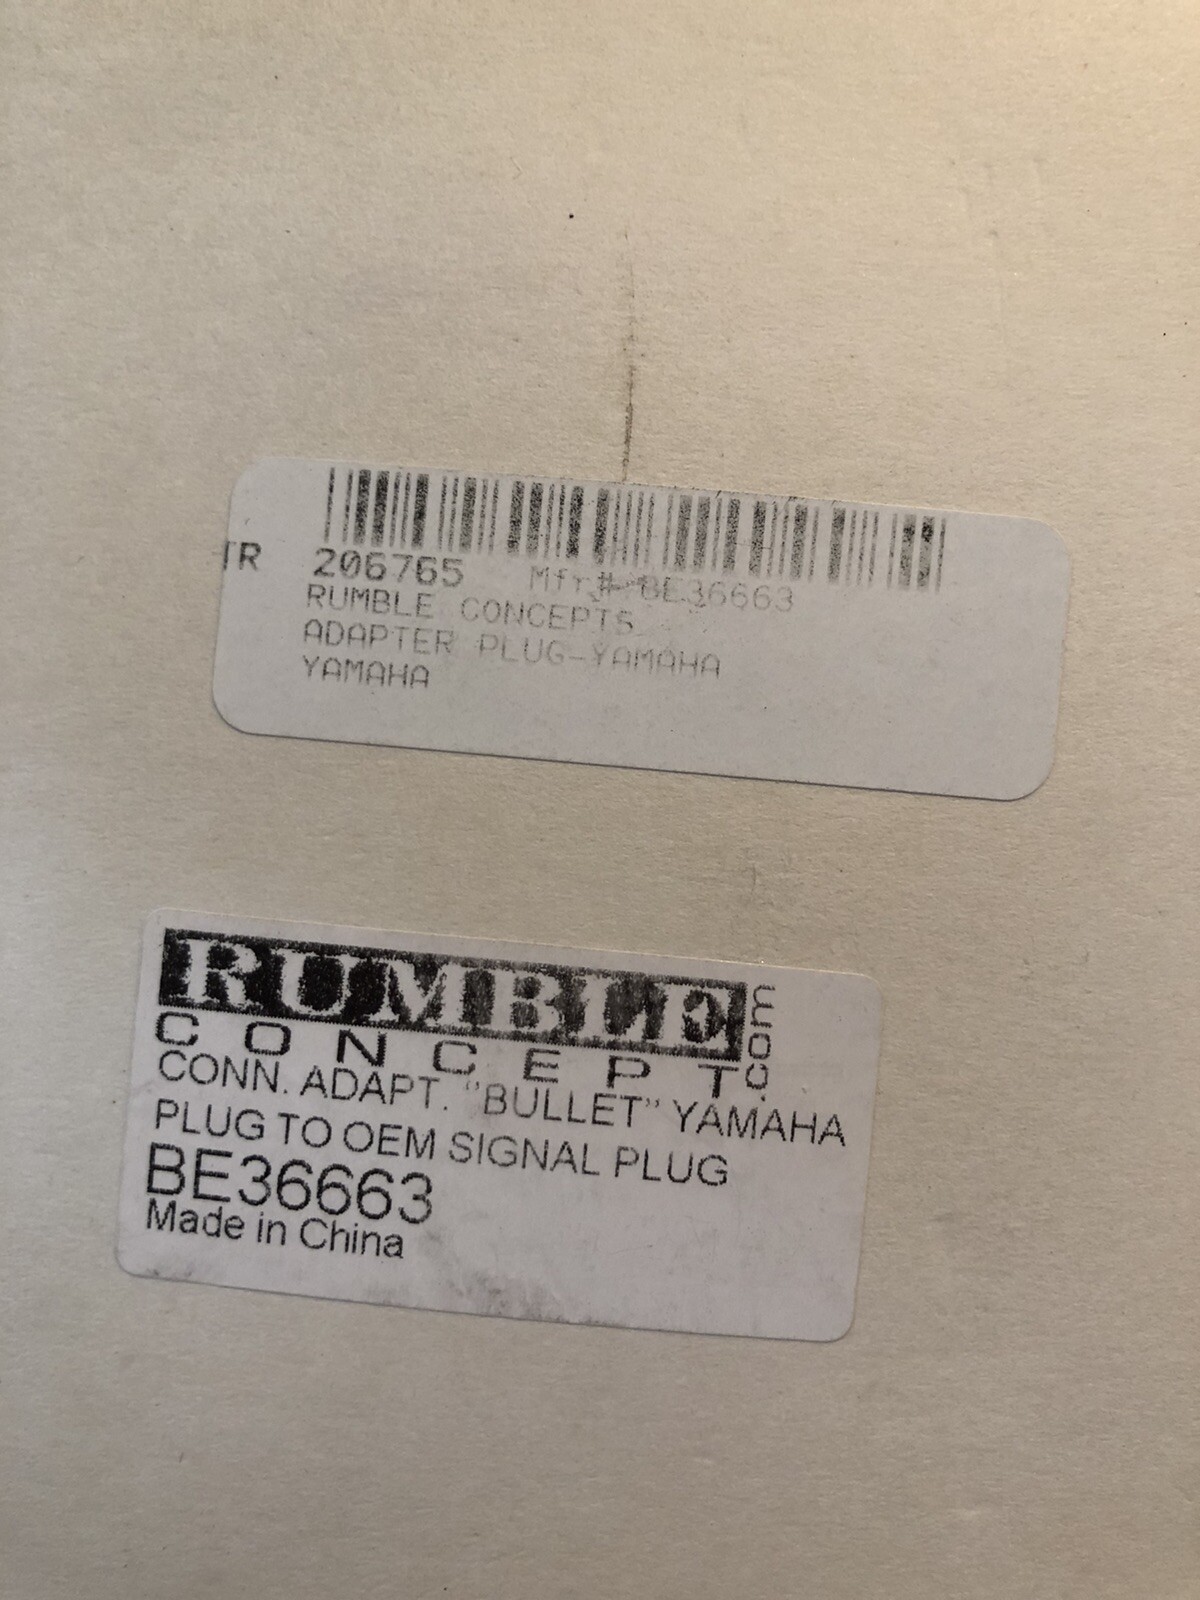 TR 206765 Mfr# BE36663
RUMBLE CONCEPTS
ADAPTER PLUG-YAMAHA
YAMAHA
RUMBLE
CONCEPT.com
CONN. ADAPT. "BULLET" YAMAHA
PLUG TO OEM SIGNAL PLUG
BE36663
Made in China